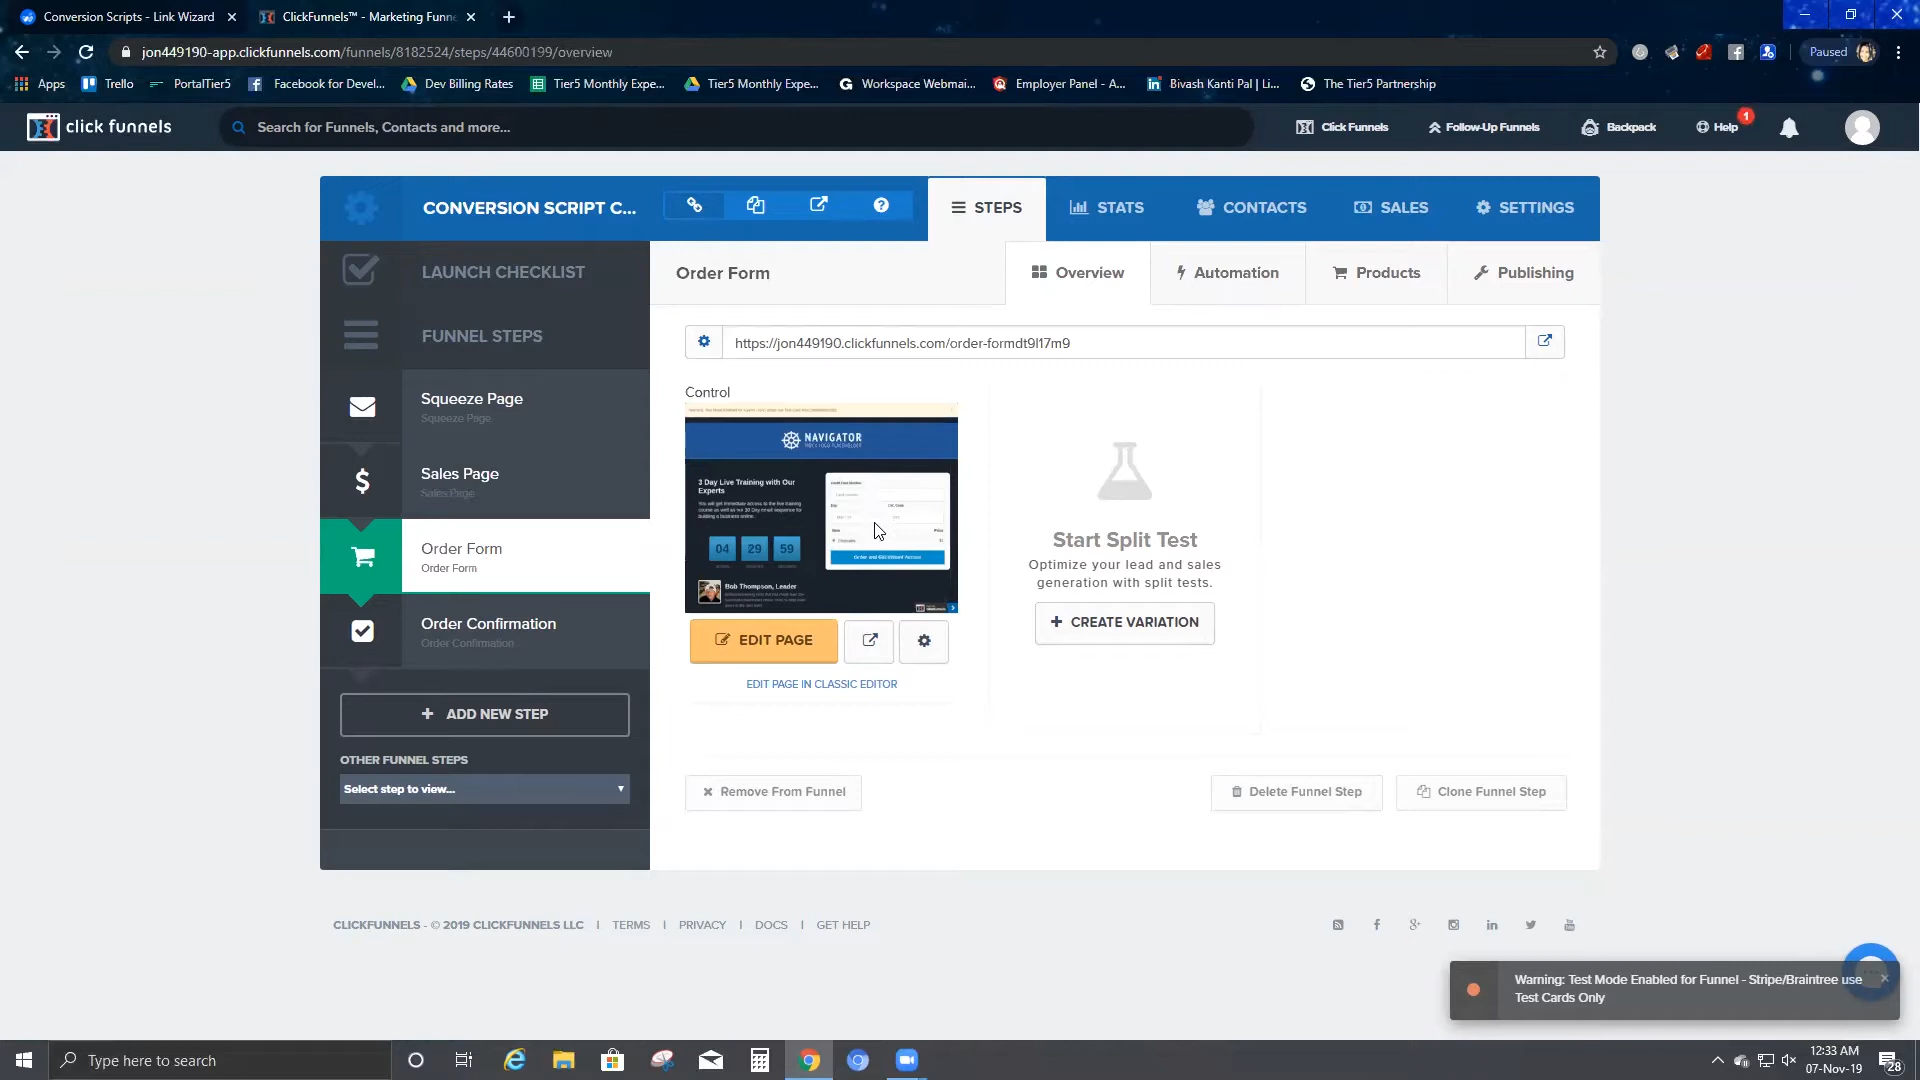 Conversion Scripts - Link Wizard
ClickFunnels™ - Marketing Funne
jon449190-app.clickfunnels.com/funnels/8182524/steps/44600199/overview
Paused
Apps
Trello
PortalTier5
Facebook for Devel...
Dev Billing Rates
Tier5 Monthly Expe...
Tier5 Monthly Expe...
Workspace Webmai...
Employer Panel - A...
Bivash Kanti Pal | Li...
The Tier5 Partnership
click funnels
Search for Funnels, Contacts and more...
Click Funnels
Follow-Up Funnels
Backpack
Help
1
CONVERSION SCRIPT C...
STEPS
STATS
CONTACTS
SALES
SETTINGS
LAUNCH CHECKLIST
FUNNEL STEPS
Squeeze Page
Squeeze Page
Sales Page
Sales Page
Order Form
Order Form
Order Confirmation
Order Confirmation
ADD NEW STEP
OTHER FUNNEL STEPS
Select step to view...
Order Form
Overview
Automation
Products
Publishing
https://jon449190.clickfunnels.com/order-formdt9l17m9
Control
NAVIGATOR
3 Day Live Training with Our
Experts
04 29 59
Order and Get Instant Access
Bob Thompson, Leader
EDIT PAGE
EDIT PAGE IN CLASSIC EDITOR
Start Split Test
Optimize your lead and sales
generation with split tests.
CREATE VARIATION
Remove From Funnel
Delete Funnel Step
Clone Funnel Step
CLICKFUNNELS - © 2019 CLICKFUNNELS LLC | TERMS | PRIVACY | DOCS | GET HELP
Warning: Test Mode Enabled for Funnel - Stripe/Braintree use
Test Cards Only
Type here to search
12:33 AM
07-Nov-19
28